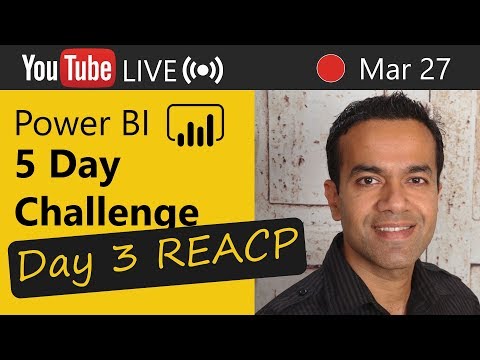 YouTube LIVE
Mar 27
Power BI
5 Day
Challenge
Day 3 REACP